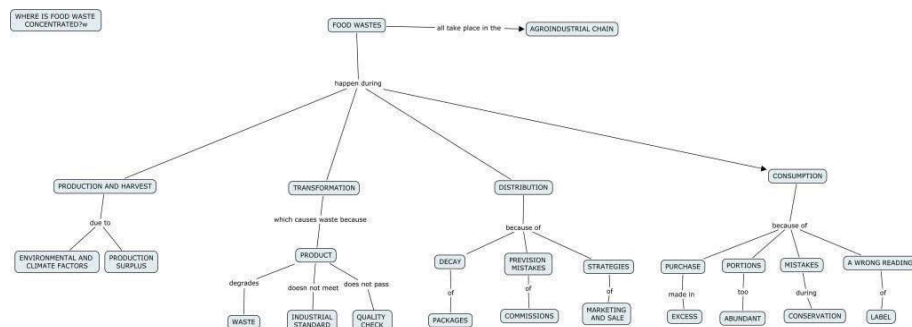 WHERE IS FOOD WASTE
CONCENTRATED?w
FOOD WASTES
all take place in the
AGROINDUSTRIAL CHAIN
happen during
PRODUCTION AND HARVEST
TRANSFORMATION
DISTRIBUTION
CONSUMPTION
due to
which causes waste because
because of
because of
ENVIRONMENTAL AND
CLIMATE FACTORS
PRODUCTION
SURPLUS
PRODUCT
DECAY
PREVISION
MISTAKES
STRATEGIES
PURCHASE
PORTIONS
MISTAKES
A WRONG READING
degrades
doesn not meet
does not pass
of
of
of
made in
too
during
of
WASTE
INDUSTRIAL
STANDARD
QUALITY
CHECK
PACKAGES
COMMISSIONS
MARKETING
AND SALE
EXCESS
ABUNDANT
CONSERVATION
LABEL